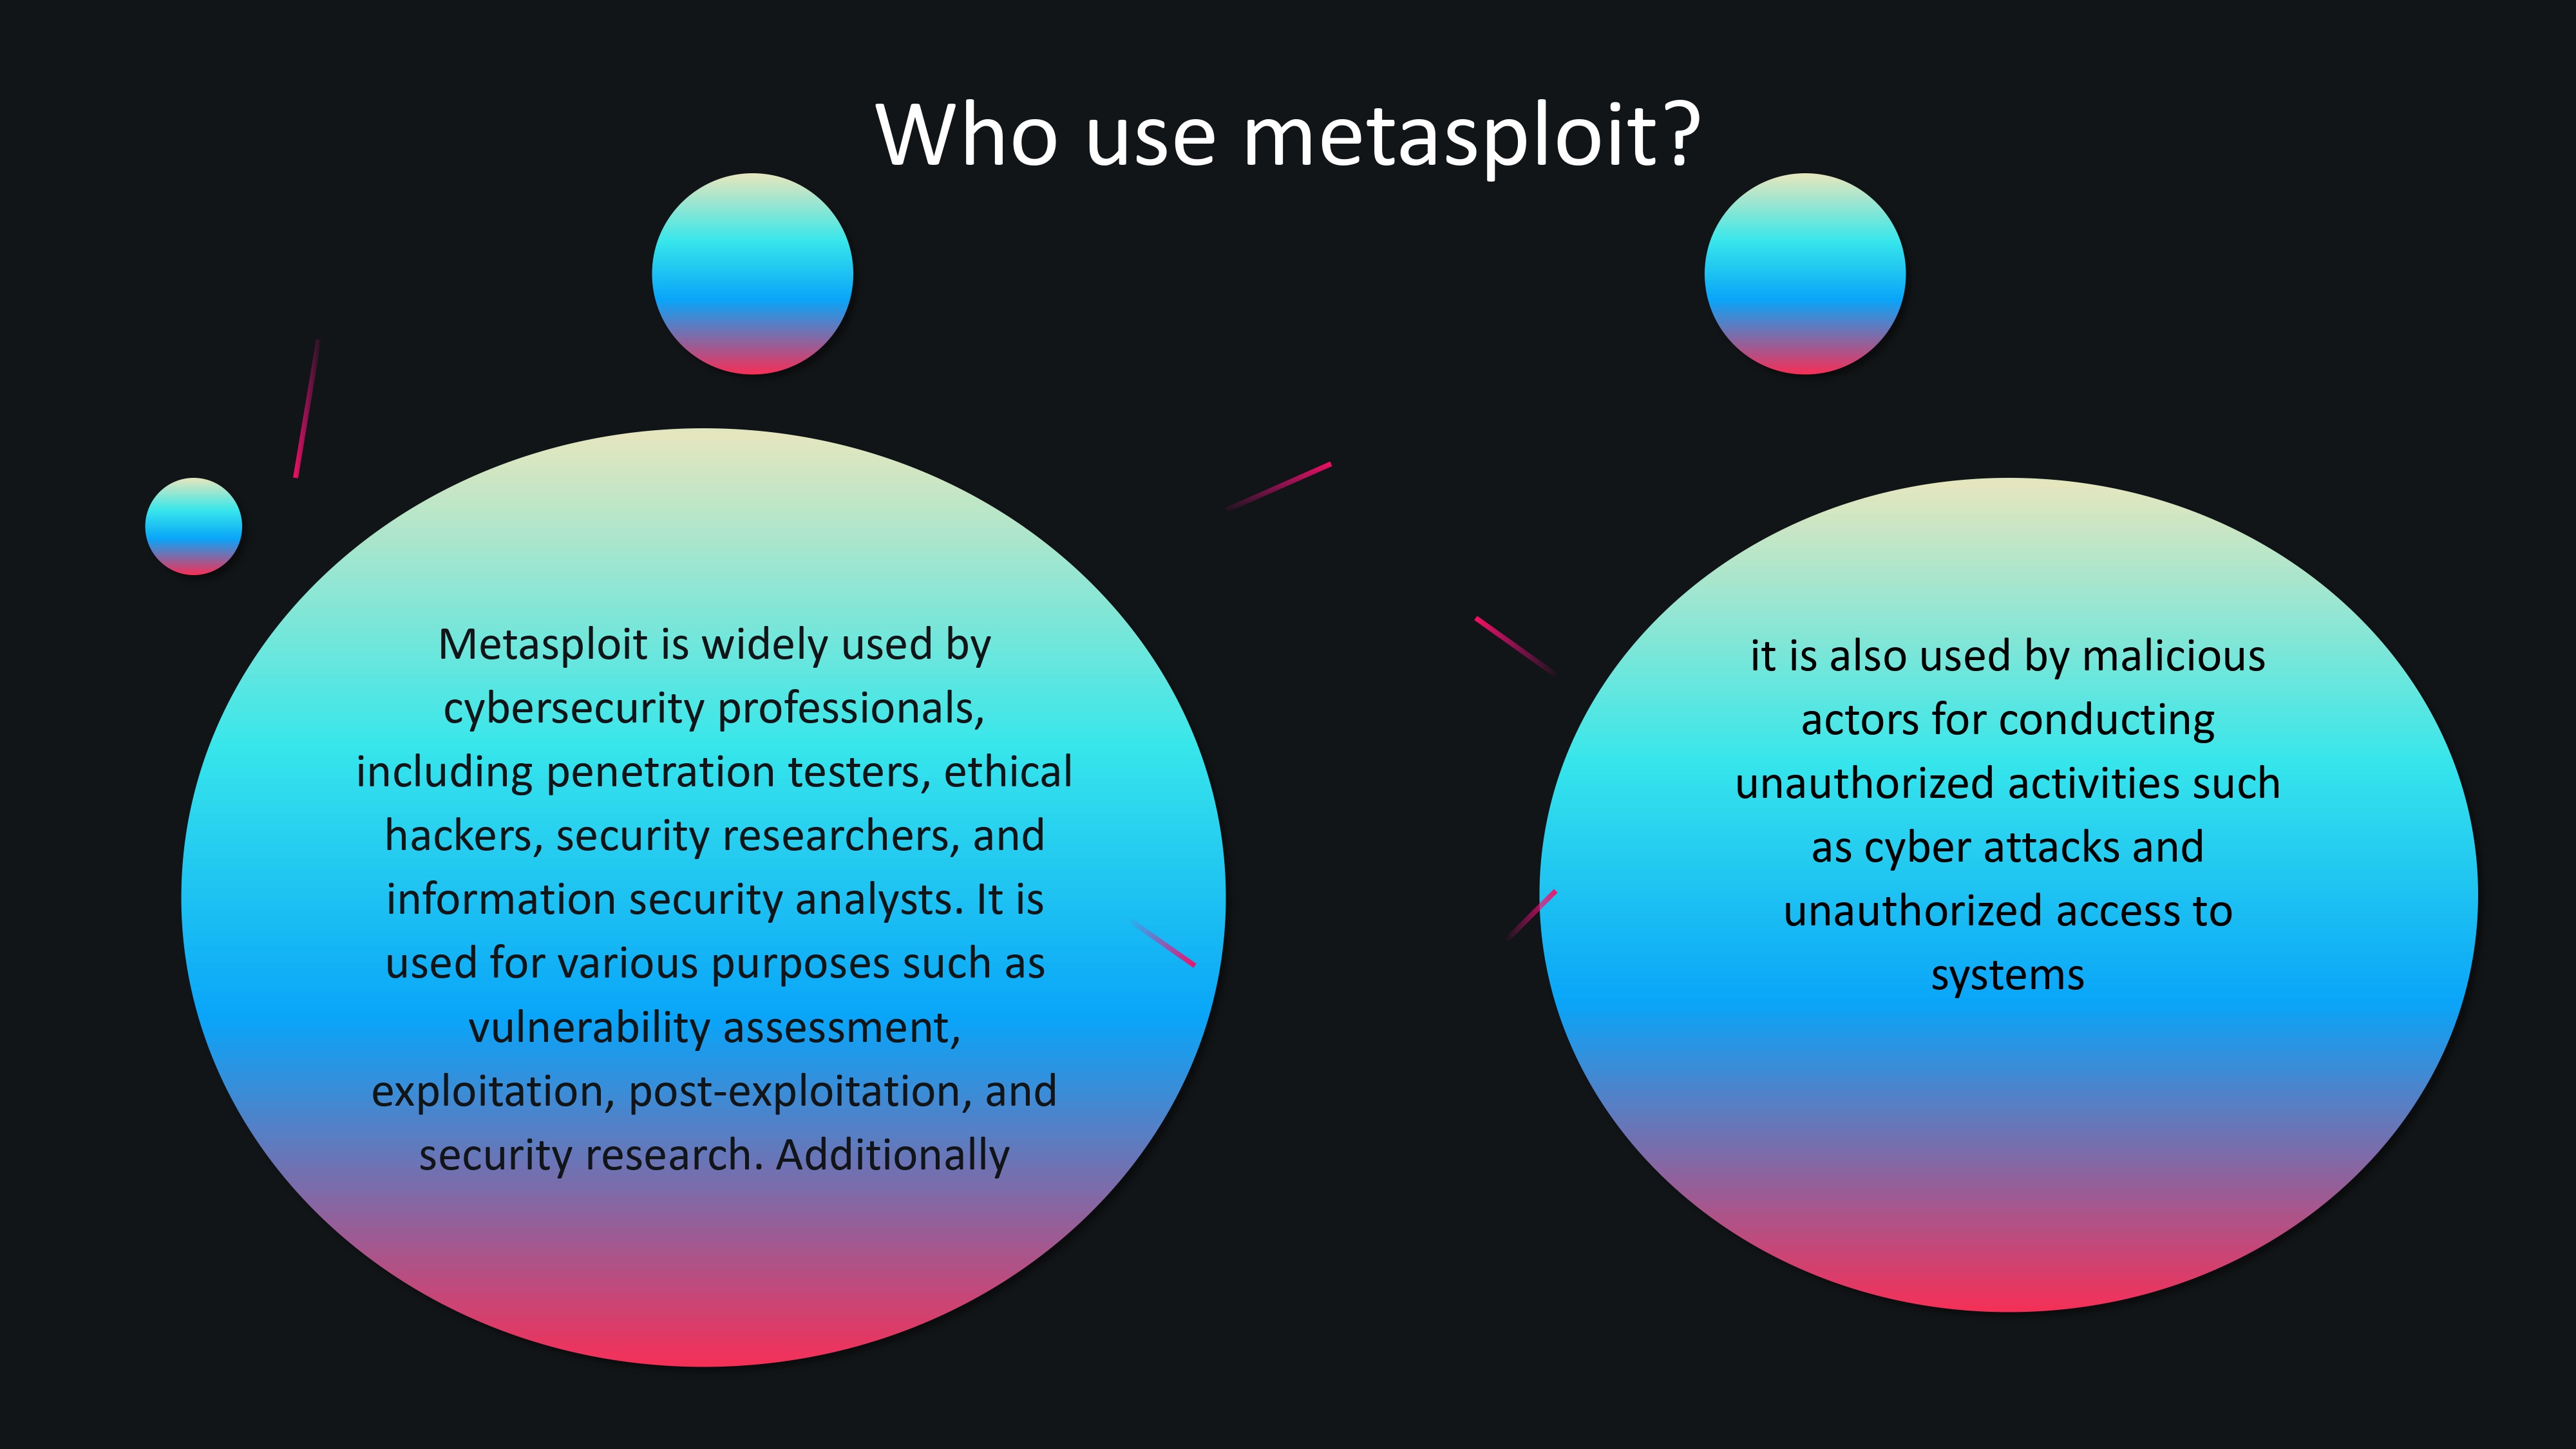 Who use metasploit?
Metasploit is widely used by
cybersecurity professionals,
including penetration testers, ethical
hackers, security researchers, and
information security analysts. It is
used for various purposes such as
vulnerability assessment,
exploitation, post-exploitation, and
security research. Additionally
it is also used by malicious
actors for conducting
unauthorized activities such
as cyber attacks and
unauthorized access to
systems